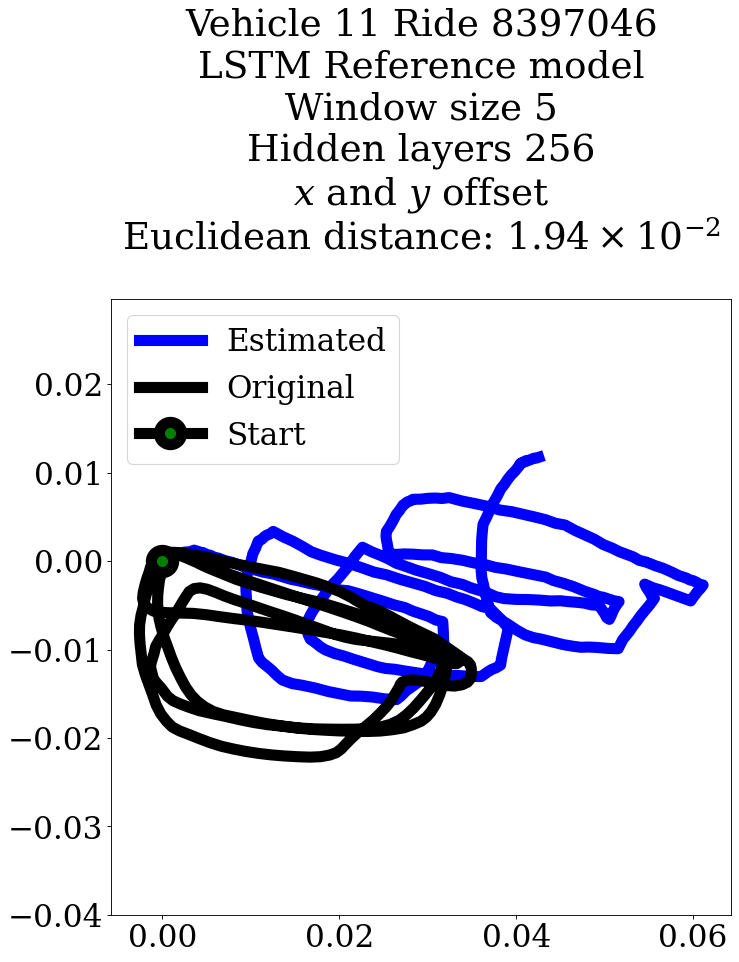 Vehicle 11 Ride 8397046
LSTM Reference model
Window size 5
Hidden layers 256
x and y offset
Euclidean distance: 1.94 × 10⁻²
Estimated
Original
Start
0.02
0.01
0.00
−0.01
−0.02
−0.03
−0.04
0.00 0.02 0.04 0.06